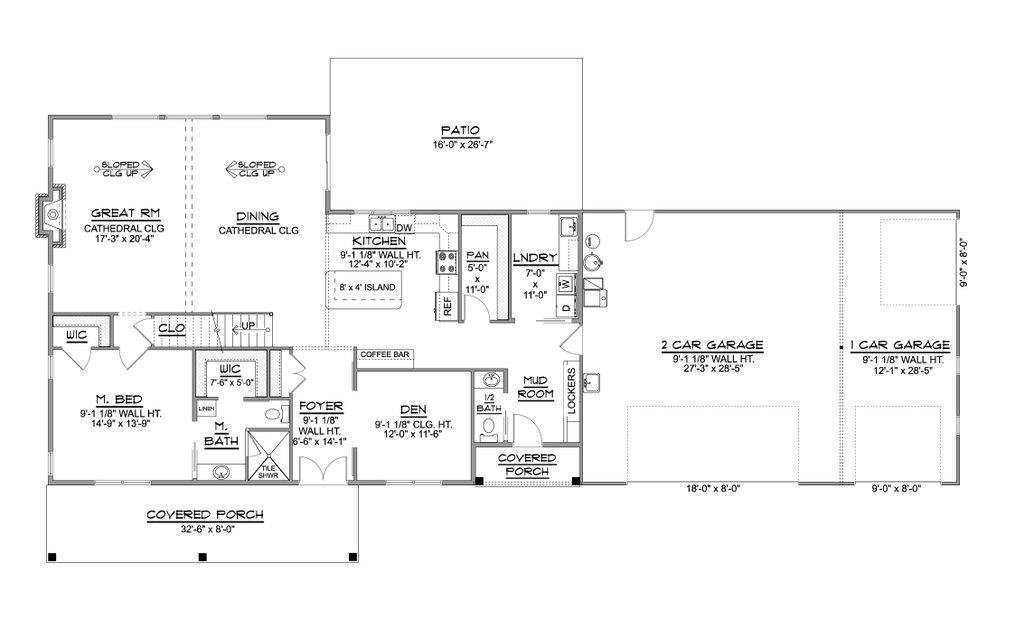 PATIO
16'-0" x 26'-7"
SLOPED
CLG UP
SLOPED
CLG UP
GREAT RM
CATHEDRAL CLG
17'-3" x 20'-4"
DINING
CATHEDRAL CLG
DW
KITCHEN
9'-1 1/8" WALL HT.
12'-4" x 10'-2"
8' x 4' ISLAND
REF
PAN
5'-0"
x
11'-0"
LNDRY
7'-0"
x
11'-0"
W
D
9'-0" x 8'-0"
WIC
CLO
UP
2 CAR GARAGE
9'-1 1/8" WALL HT.
27'-3" x 28'-5"
1 CAR GARAGE
9'-1 1/8" WALL HT.
12'-1" x 28'-5"
COFFEE BAR
WIC
7'-6" x 5'-0"
M. BED
9'-1 1/8" WALL HT.
14'-9" x 13'-9"
LINEN
M.
BATH
TILE
SHWR
FOYER
9'-1 1/8"
WALL HT.
6'-6" x 14'-1"
DEN
9'-1 1/8" CLG. HT.
12'-0" x 11'-6"
1/2
BATH
MUD
ROOM
LOCKERS
COVERED
PORCH
18'-0" x 8'-0"
9'-0" x 8'-0"
COVERED PORCH
32'-6" x 8'-0"